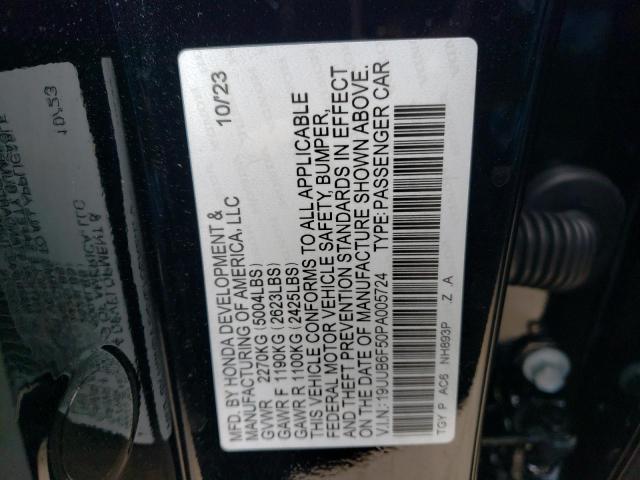 10/23
MFD. BY HONDA DEVELOPMENT &
MANUFACTURING OF AMERICA, LLC
GVWR 2270KG (5004LBS)
GAWR F 1190KG (2623LBS)
GAWR R 1100KG (2425LBS)
THIS VEHICLE CONFORMS TO ALL APPLICABLE
FEDERAL MOTOR VEHICLE SAFETY, BUMPER,
AND THEFT PREVENTION STANDARDS IN EFFECT
ON THE DATE OF MANUFACTURE SHOWN ABOVE.
V.I.N: 19UUB6F50PA005724 TYPE: PASSENGER CAR
TGY P AC6 NH893P .Z .A